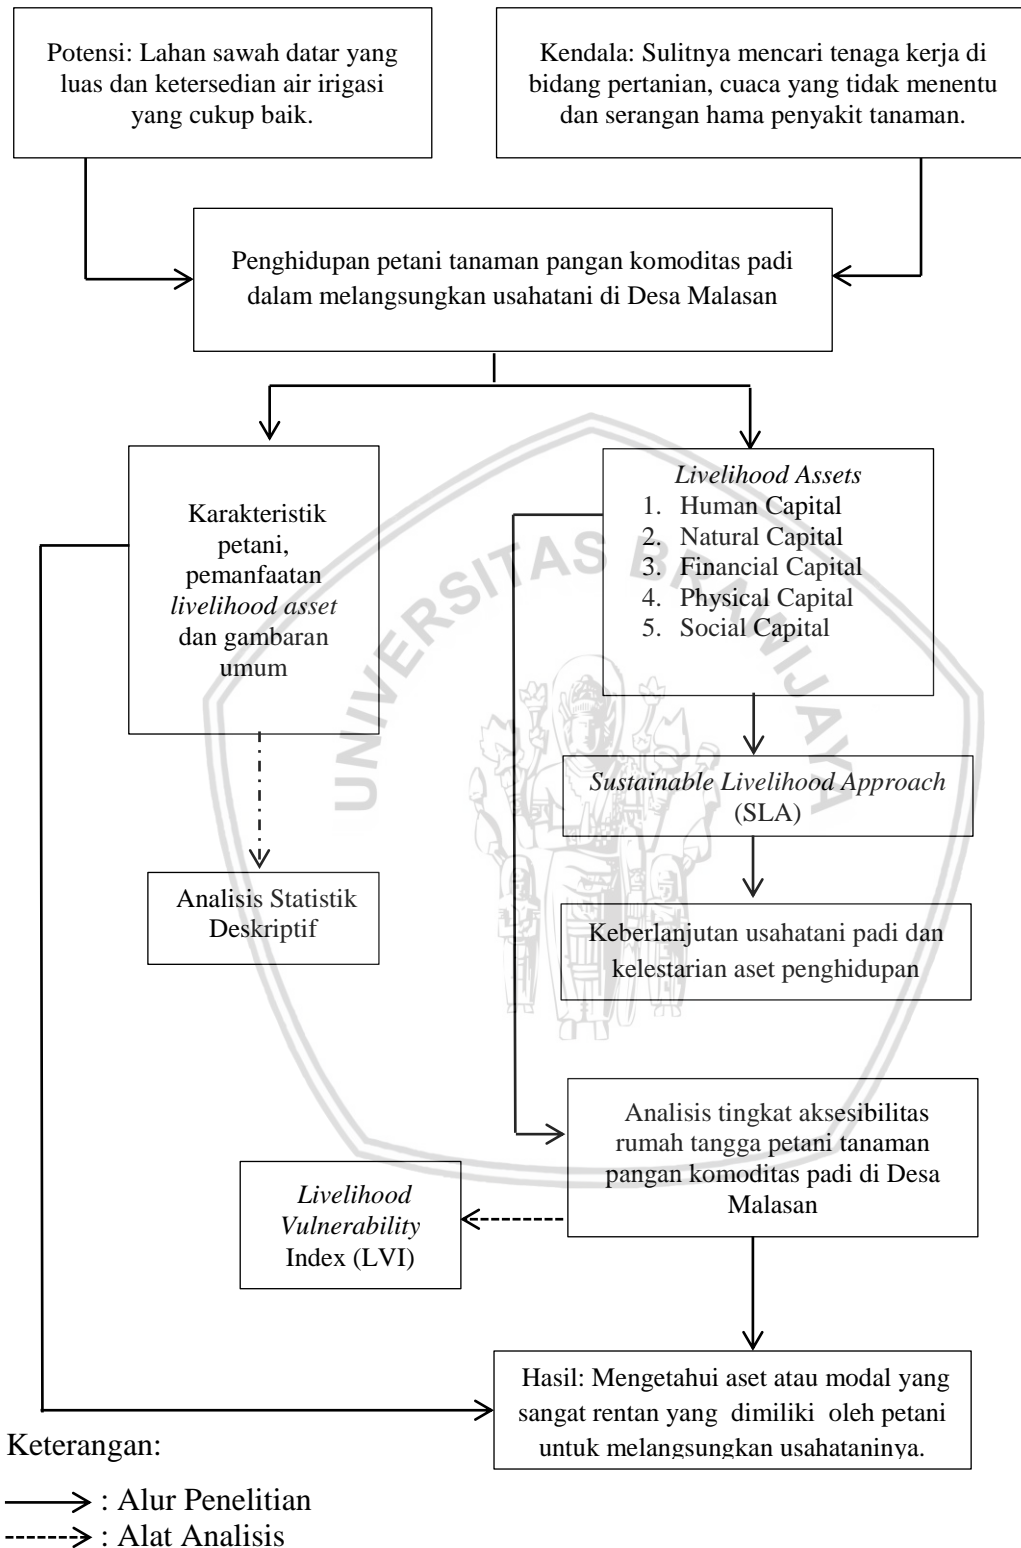 Potensi: Lahan sawah datar yang
luas dan ketersedian air irigasi
yang cukup baik.
Kendala: Sulitnya mencari tenaga kerja di
bidang pertanian, cuaca yang tidak menentu
dan serangan hama penyakit tanaman.
Penghidupan petani tanaman pangan komoditas padi
dalam melangsungkan usahatani di Desa Malasan
Karakteristik
petani,
pemanfaatan
livelihood asset
dan gambaran
umum
Livelihood Assets
1. Human Capital
2. Natural Capital
3. Financial Capital
4. Physical Capital
5. Social Capital
UNIVERSITAS BRAWIJAYA
Sustainable Livelihood Approach
(SLA)
Analisis Statistik
Deskriptif
Keberlanjutan usahatani padi dan
kelestarian aset penghidupan
Analisis tingkat aksesibilitas
rumah tangga petani tanaman
pangan komoditas padi di Desa
Malasan
Livelihood
Vulnerability
Index (LVI)
Hasil: Mengetahui aset atau modal yang
sangat rentan yang dimiliki oleh petani
untuk melangsungkan usahataninya.
Keterangan:
: Alur Penelitian
: Alat Analisis